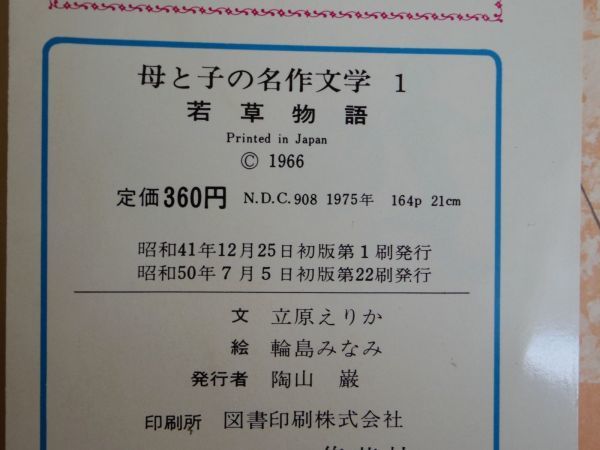 母と子の名作文学 1
若草物語
Printed in Japan
© 1966
定価360円 N.D.C.908 1975年 164p 21cm
昭和41年12月25日初版第1刷発行
昭和50年7月5日初版第22刷発行
文 立原えりか
絵 輪島みなみ
発行者 陶山 巌
印刷所 図書印刷株式会社